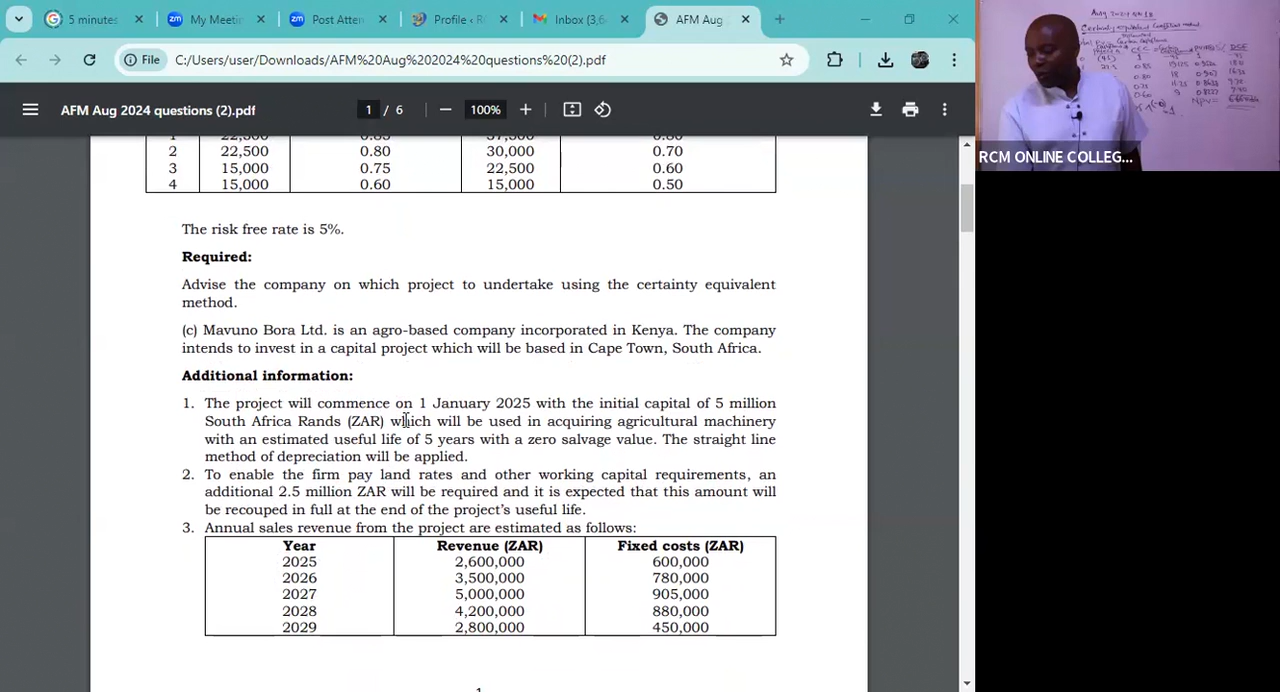 5 minutes
My Meeti
Post Atten
Profile ‹ R
Inbox (3,6
AFM Aug
File
C:/Users/user/Downloads/AFM%20Aug%202024%20questions%20(2).pdf
AFM Aug 2024 questions (2).pdf
1 / 6
100%
2 22,500 0.80 30,000 0.70
3 15,000 0.75 22,500 0.60
4 15,000 0.60 15,000 0.50
The risk free rate is 5%.
Required:
Advise the company on which project to undertake using the certainty equivalent
method.
(c) Mavuno Bora Ltd. is an agro-based company incorporated in Kenya. The company
intends to invest in a capital project which will be based in Cape Town, South Africa.
Additional information:
1. The project will commence on 1 January 2025 with the initial capital of 5 million
South Africa Rands (ZAR) which will be used in acquiring agricultural machinery
with an estimated useful life of 5 years with a zero salvage value. The straight line
method of depreciation will be applied.
2. To enable the firm pay land rates and other working capital requirements, an
additional 2.5 million ZAR will be required and it is expected that this amount will
be recouped in full at the end of the project's useful life.
3. Annual sales revenue from the project are estimated as follows:
Year Revenue (ZAR) Fixed costs (ZAR)
2025 2,600,000 600,000
2026 3,500,000 780,000
2027 5,000,000 905,000
2028 4,200,000 880,000
2029 2,800,000 450,000
RCM ONLINE COLLEG...